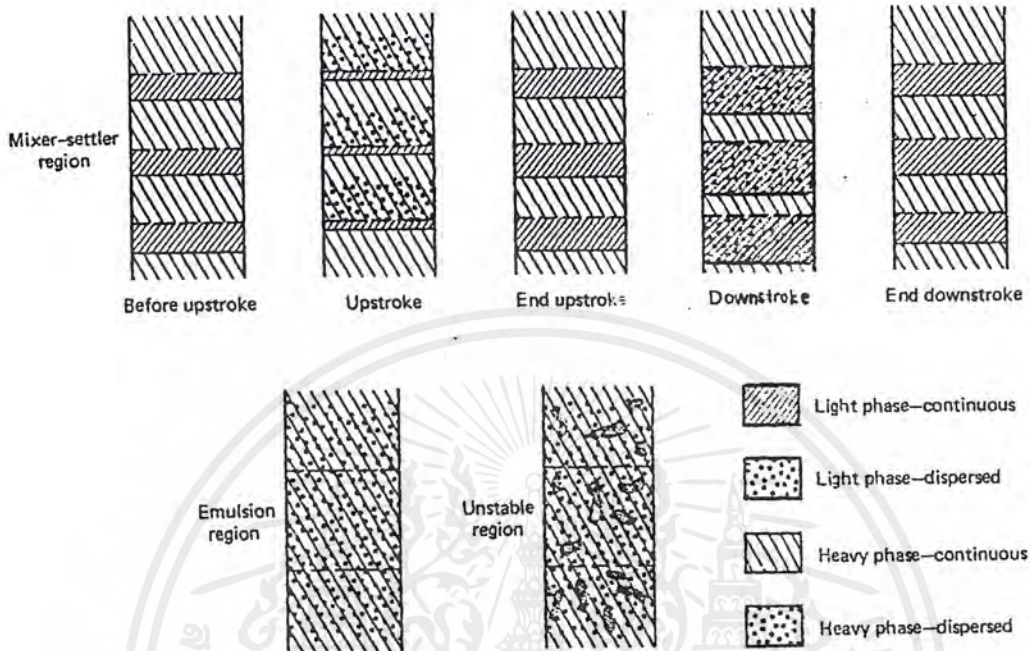 Mixer–settler
region
Before upstroke
Upstroke
End upstroke
Downstroke
End downstroke
Emulsion
region
Unstable
region
Light phase—continuous
Light phase—dispersed
Heavy phase—continuous
Heavy phase—dispersed